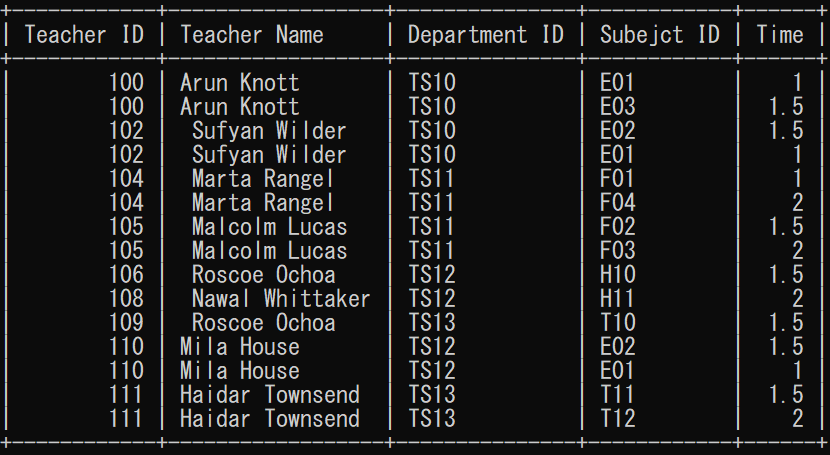 +------------+------------------+---------------+------------+------+
| Teacher ID | Teacher Name     | Department ID | Subejct ID | Time |
+------------+------------------+---------------+------------+------+
|        100 | Arun Knott       | TS10          | E01        |    1 |
|        100 | Arun Knott       | TS10          | E03        |  1.5 |
|        102 |  Sufyan Wilder   | TS10          | E02        |  1.5 |
|        102 |  Sufyan Wilder   | TS10          | E01        |    1 |
|        104 |  Marta Rangel    | TS11          | F01        |    1 |
|        104 |  Marta Rangel    | TS11          | F04        |    2 |
|        105 |  Malcolm Lucas   | TS11          | F02        |  1.5 |
|        105 |  Malcolm Lucas   | TS11          | F03        |    2 |
|        106 |  Roscoe Ochoa    | TS12          | H10        |  1.5 |
|        108 |  Nawal Whittaker | TS12          | H11        |    2 |
|        109 |  Roscoe Ochoa    | TS13          | T10        |  1.5 |
|        110 | Mila House       | TS12          | E02        |  1.5 |
|        110 | Mila House       | TS12          | E01        |    1 |
|        111 | Haidar Townsend  | TS13          | T11        |  1.5 |
|        111 | Haidar Townsend  | TS13          | T12        |    2 |
+------------+------------------+---------------+------------+------+